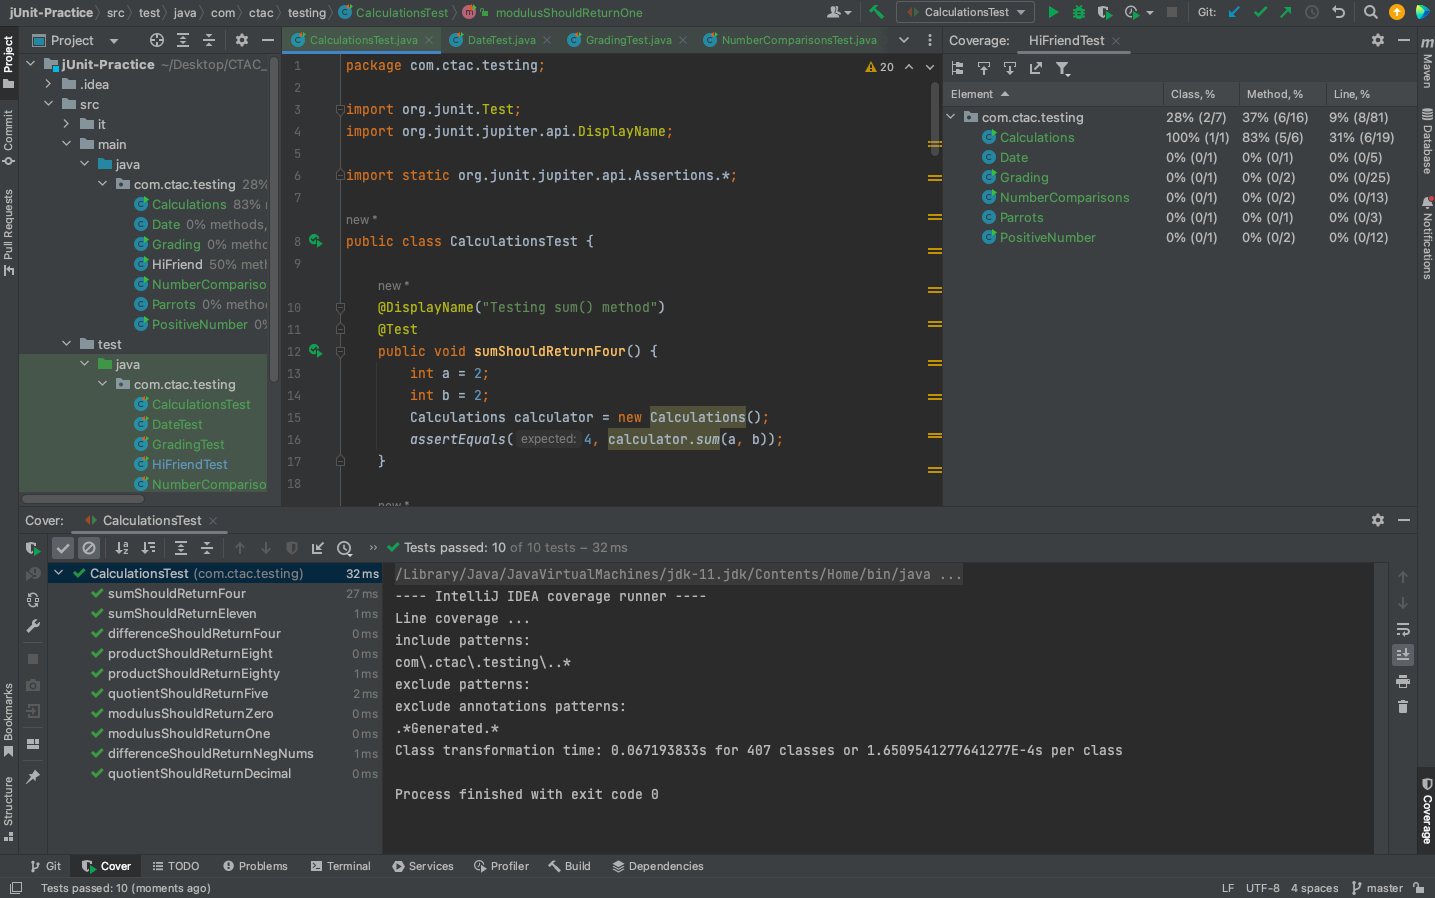 jUnit-Practice src test java com ctac testing CalculationsTest modulusShouldReturnOne
CalculationsTest Git:
Project
CalculationsTest.java DateTest.java GradingTest.java NumberComparisonsTest.java
Coverage: HiFriendTest
Project
Commit
Pull Requests
Bookmarks
Structure
jUnit-Practice ~/Desktop/CTAC_
.idea
src
it
main
java
com.ctac.testing 28%
Calculations 83%
Date 0% methods,
Grading 0% metho
HiFriend 50% met
NumberCompariso
Parrots 0% metho
PositiveNumber 0%
test
java
com.ctac.testing
CalculationsTest
DateTest
GradingTest
HiFriendTest
NumberCompariso
20
1 package com.ctac.testing;
2
3 import org.junit.Test;
4 import org.junit.jupiter.api.DisplayName;
5
6 import static org.junit.jupiter.api.Assertions.*;
7
new *
8 public class CalculationsTest {
9
new *
10 @DisplayName("Testing sum() method")
11 @Test
12 public void sumShouldReturnFour() {
13 int a = 2;
14 int b = 2;
15 Calculations calculator = new Calculations();
16 assertEquals( expected: 4, calculator.sum(a, b));
17 }
18
new *
Element Class, % Method, % Line, %
com.ctac.testing 28% (2/7) 37% (6/16) 9% (8/81)
Calculations 100% (1/1) 83% (5/6) 31% (6/19)
Date 0% (0/1) 0% (0/1) 0% (0/5)
Grading 0% (0/1) 0% (0/2) 0% (0/25)
NumberComparisons 0% (0/1) 0% (0/2) 0% (0/13)
Parrots 0% (0/1) 0% (0/1) 0% (0/3)
PositiveNumber 0% (0/1) 0% (0/2) 0% (0/12)
Maven
Database
Notifications
Coverage
Cover: CalculationsTest
Tests passed: 10 of 10 tests – 32 ms
CalculationsTest (com.ctac.testing) 32 ms
sumShouldReturnFour 27 ms
sumShouldReturnEleven 1 ms
differenceShouldReturnFour 0 ms
productShouldReturnEight 0 ms
productShouldReturnEighty 1 ms
quotientShouldReturnFive 2 ms
modulusShouldReturnZero 0 ms
modulusShouldReturnOne 0 ms
differenceShouldReturnNegNums 1 ms
quotientShouldReturnDecimal 0 ms
/Library/Java/JavaVirtualMachines/jdk-11.jdk/Contents/Home/bin/java ...
---- IntelliJ IDEA coverage runner ----
Line coverage ...
include patterns:
com\.ctac\.testing\..*
exclude patterns:
exclude annotations patterns:
.*Generated.*
Class transformation time: 0.067193833s for 407 classes or 1.6509541277641277E-4s per class
Process finished with exit code 0
Git Cover TODO Problems Terminal Services Profiler Build Dependencies
Tests passed: 10 (moments ago)
LF UTF-8 4 spaces master